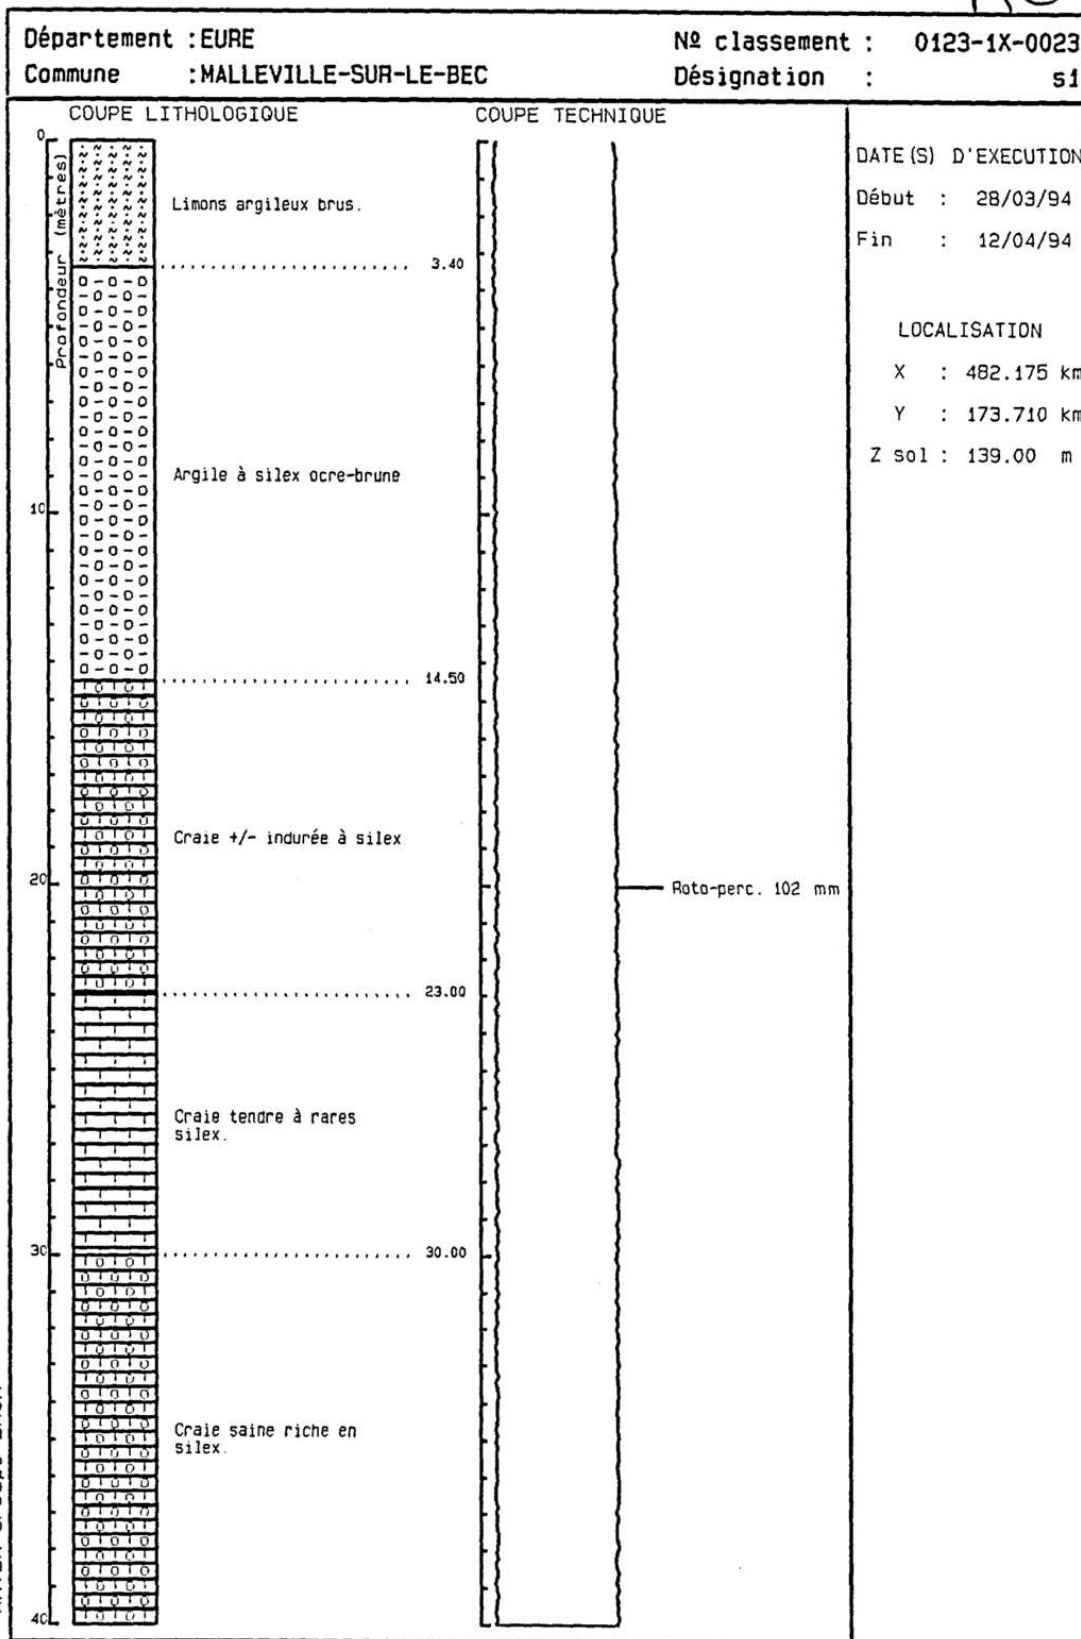 Département : EURE
Nº classement : 0123-1X-0023
Commune : MALLEVILLE-SUR-LE-BEC
Désignation : s1
COUPE LITHOLOGIQUE
COUPE TECHNIQUE
DATE(S) D'EXECUTION
Début : 28/03/94
Fin : 12/04/94
LOCALISATION
X : 482.175 km
Y : 173.710 km
Z sol : 139.00 m
Profondeur (mètres)
0
Limons argileux brus.
3.40
Argile à silex ocre-brune
10
14.50
Craie +/- indurée à silex
20
Roto-perc. 102 mm
23.00
Craie tendre à rares
silex.
30
30.00
Craie saine riche en
silex.
40